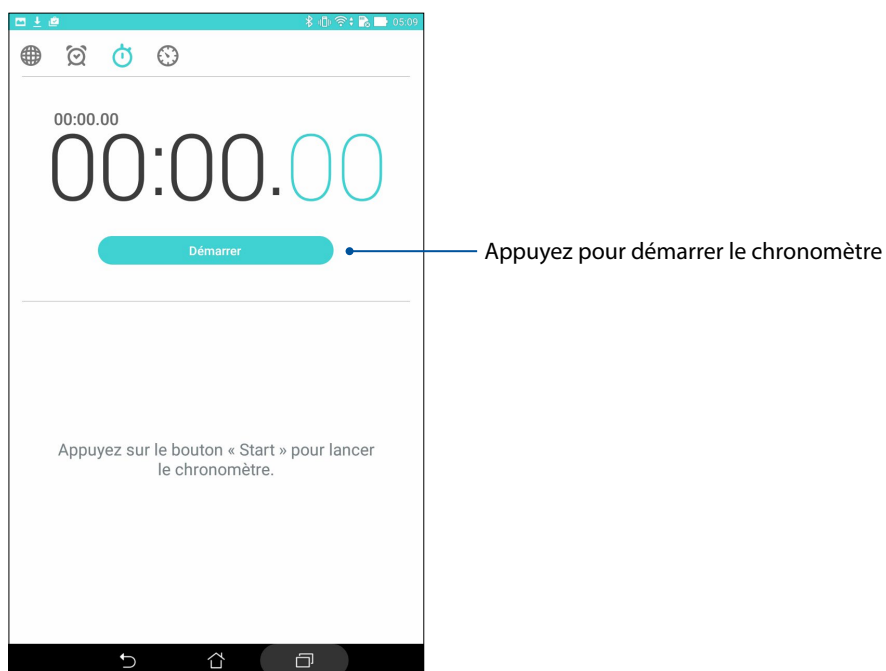 05:09
00:00.00
00:00.00
Démarrer
Appuyez pour démarrer le chronomètre
Appuyez sur le bouton « Start » pour lancer
le chronomètre.